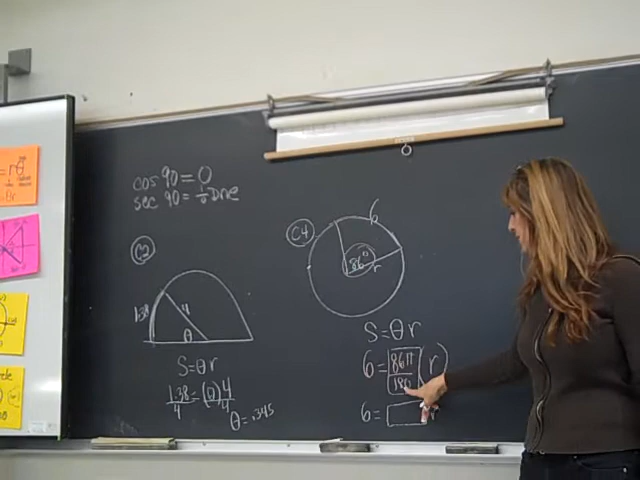 cos 90 = 0
sec 90 = 1/0 DNE
C2
1.38
4
θ
S = θr
1.38/4 = (θ)4/4
θ = .345
C4
6
86°
r
S = θr
6 = 86π/180 (r)
6 =